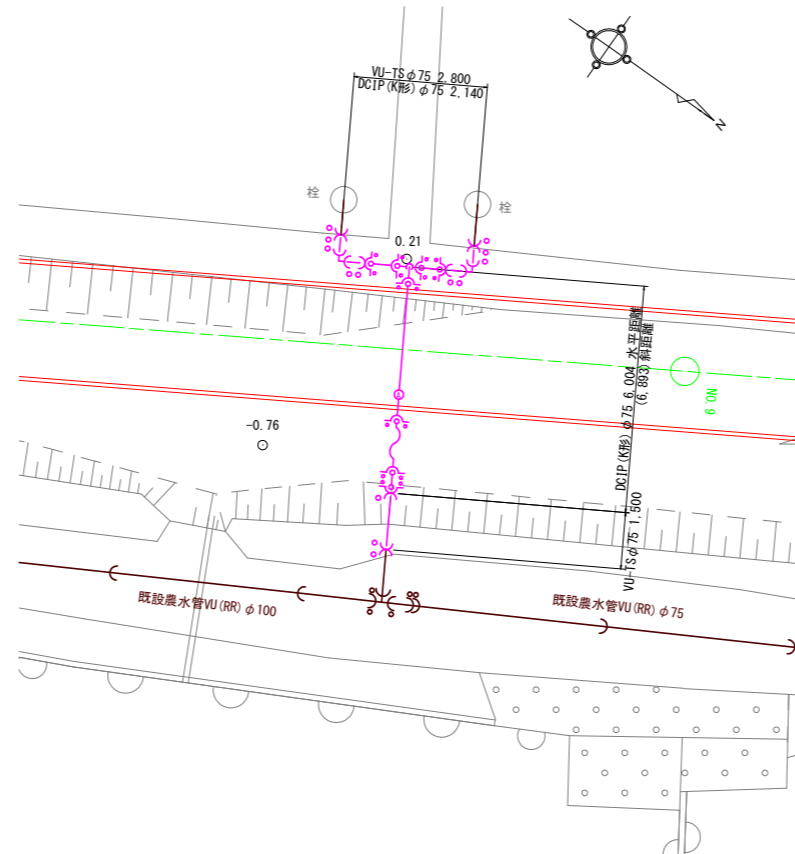 VU-TSφ75 2,800
DCIP(K形)φ75 2,140
N
栓
栓
0.21
DCIP(K形)φ75 6,004 水平距離
(6,893)斜距離
NO.9
-0.76
VU-TSφ75 1,500
既設農水管VU(RR)φ100
既設農水管VU(RR)φ75